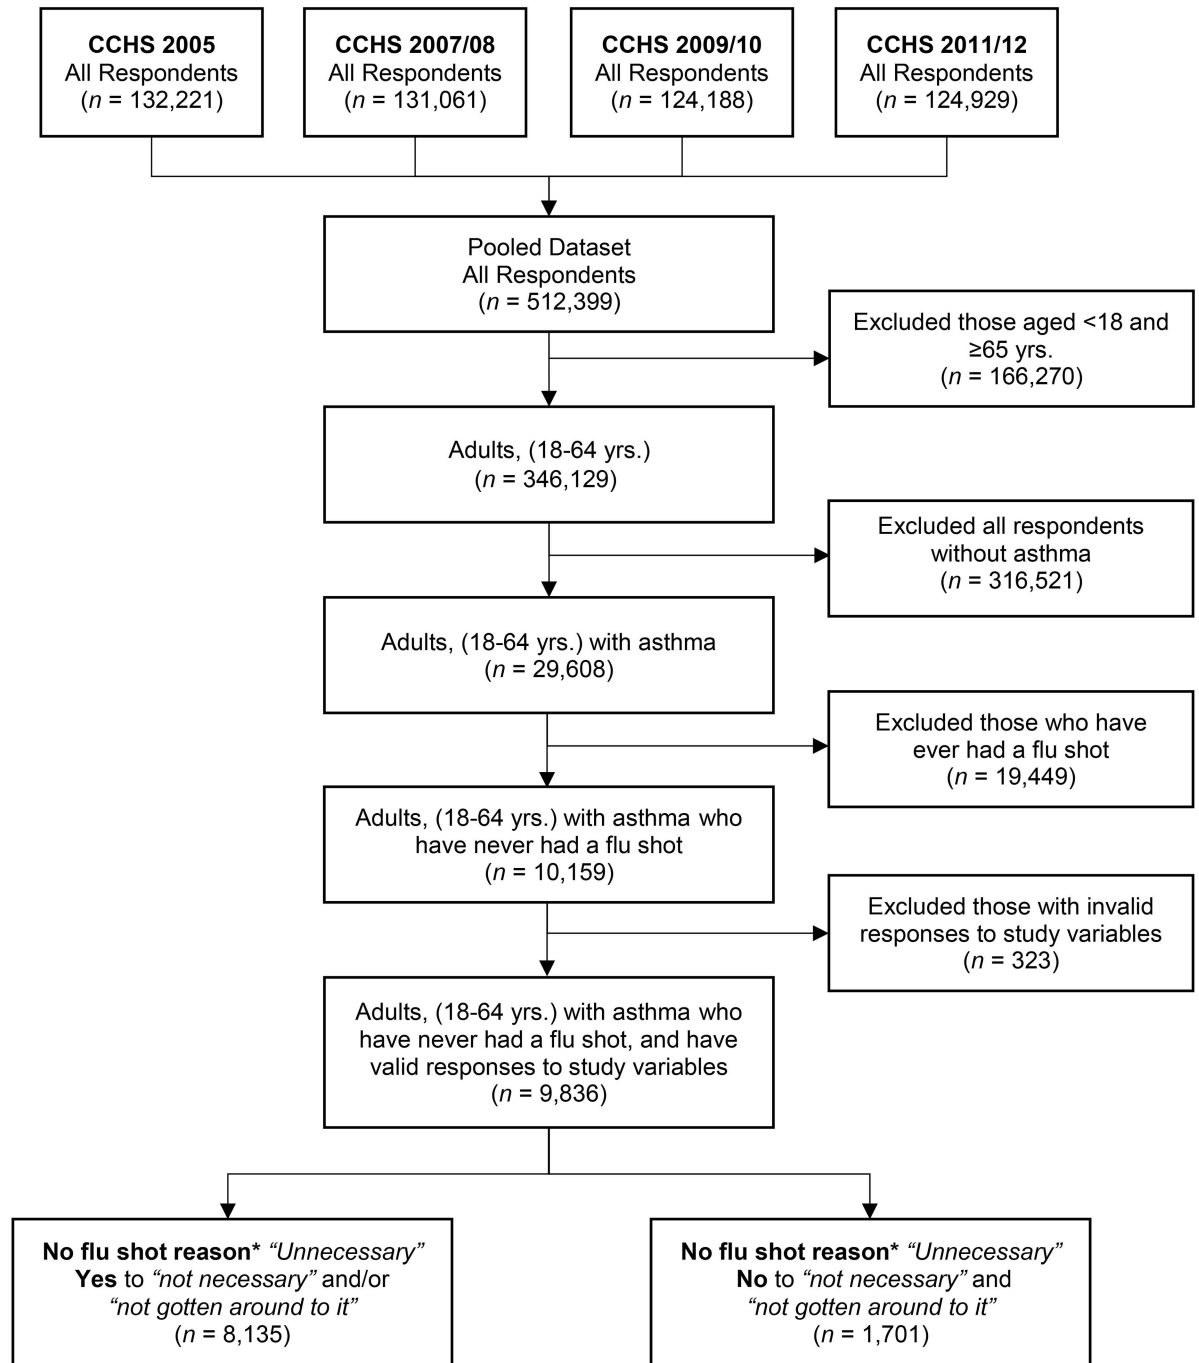 CCHS 2005
All Respondents
(n = 132,221)
CCHS 2007/08
All Respondents
(n = 131,061)
CCHS 2009/10
All Respondents
(n = 124,188)
CCHS 2011/12
All Respondents
(n = 124,929)
Pooled Dataset
All Respondents
(n = 512,399)
Excluded those aged <18 and
≥65 yrs.
(n = 166,270)
Adults, (18-64 yrs.)
(n = 346,129)
Excluded all respondents
without asthma
(n = 316,521)
Adults, (18-64 yrs.) with asthma
(n = 29,608)
Excluded those who have
ever had a flu shot
(n = 19,449)
Adults, (18-64 yrs.) with asthma who
have never had a flu shot
(n = 10,159)
Excluded those with invalid
responses to study variables
(n = 323)
Adults, (18-64 yrs.) with asthma who
have never had a flu shot, and have
valid responses to study variables
(n = 9,836)
No flu shot reason* “Unnecessary”
Yes to “not necessary” and/or
“not gotten around to it”
(n = 8,135)
No flu shot reason* “Unnecessary”
No to “not necessary” and
“not gotten around to it”
(n = 1,701)